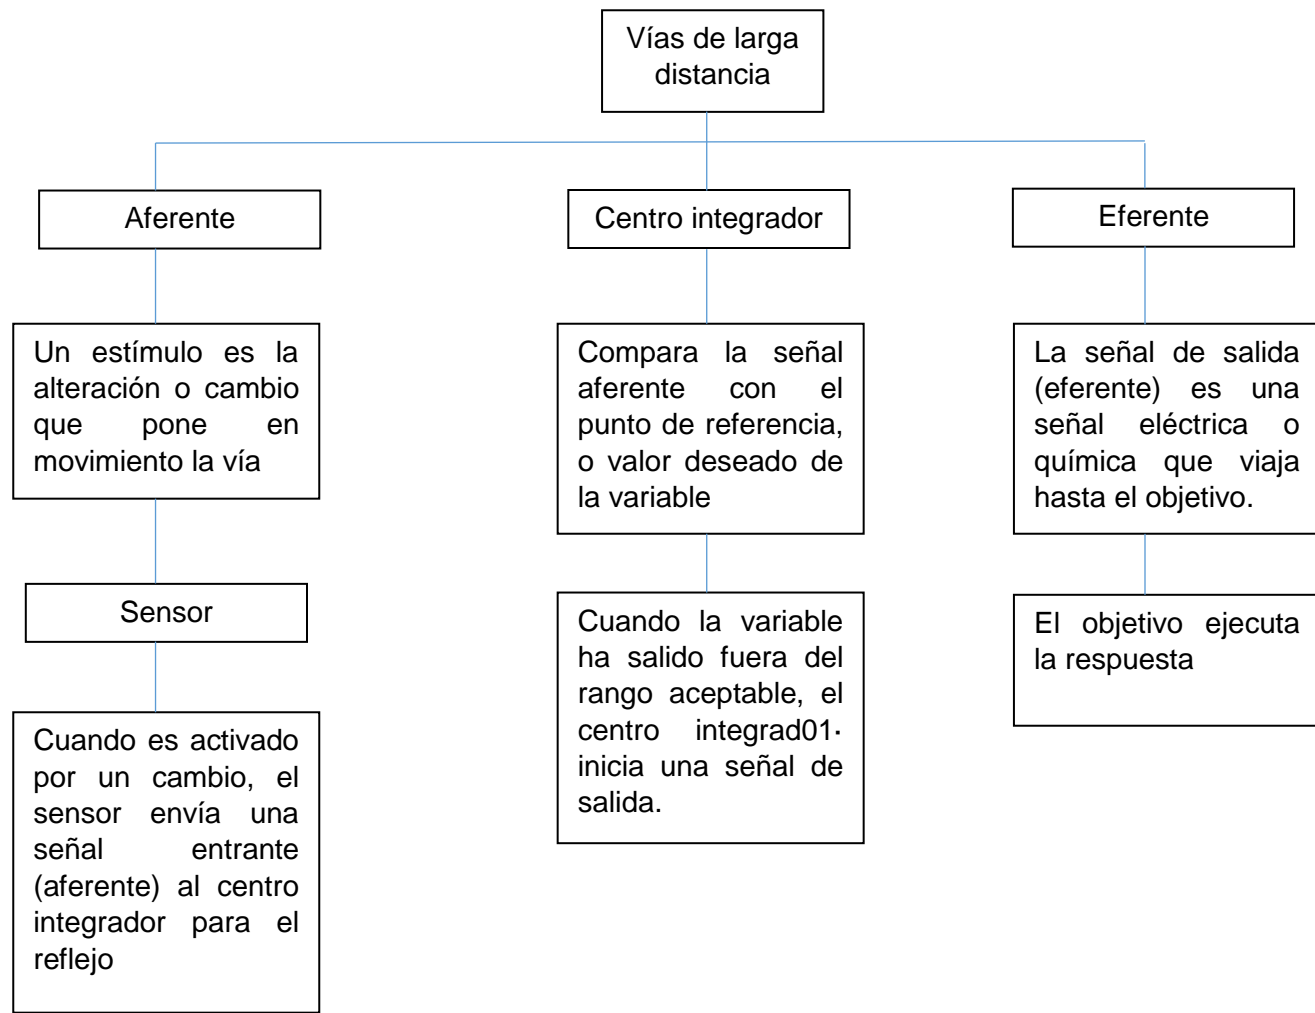 Vías de larga
distancia
Aferente
Centro integrador
Eferente
Un estímulo es la
alteración o cambio
que pone en
movimiento la vía
Compara la señal
aferente con el
punto de referencia,
o valor deseado de
la variable
La señal de salida
(eferente) es una
señal eléctrica o
química que viaja
hasta el objetivo.
Sensor
Cuando la variable
ha salido fuera del
rango aceptable, el
centro integrad01·
inicia una señal de
salida.
El objetivo ejecuta
la respuesta
Cuando es activado
por un cambio, el
sensor envía una
señal entrante
(aferente) al centro
integrador para el
reflejo